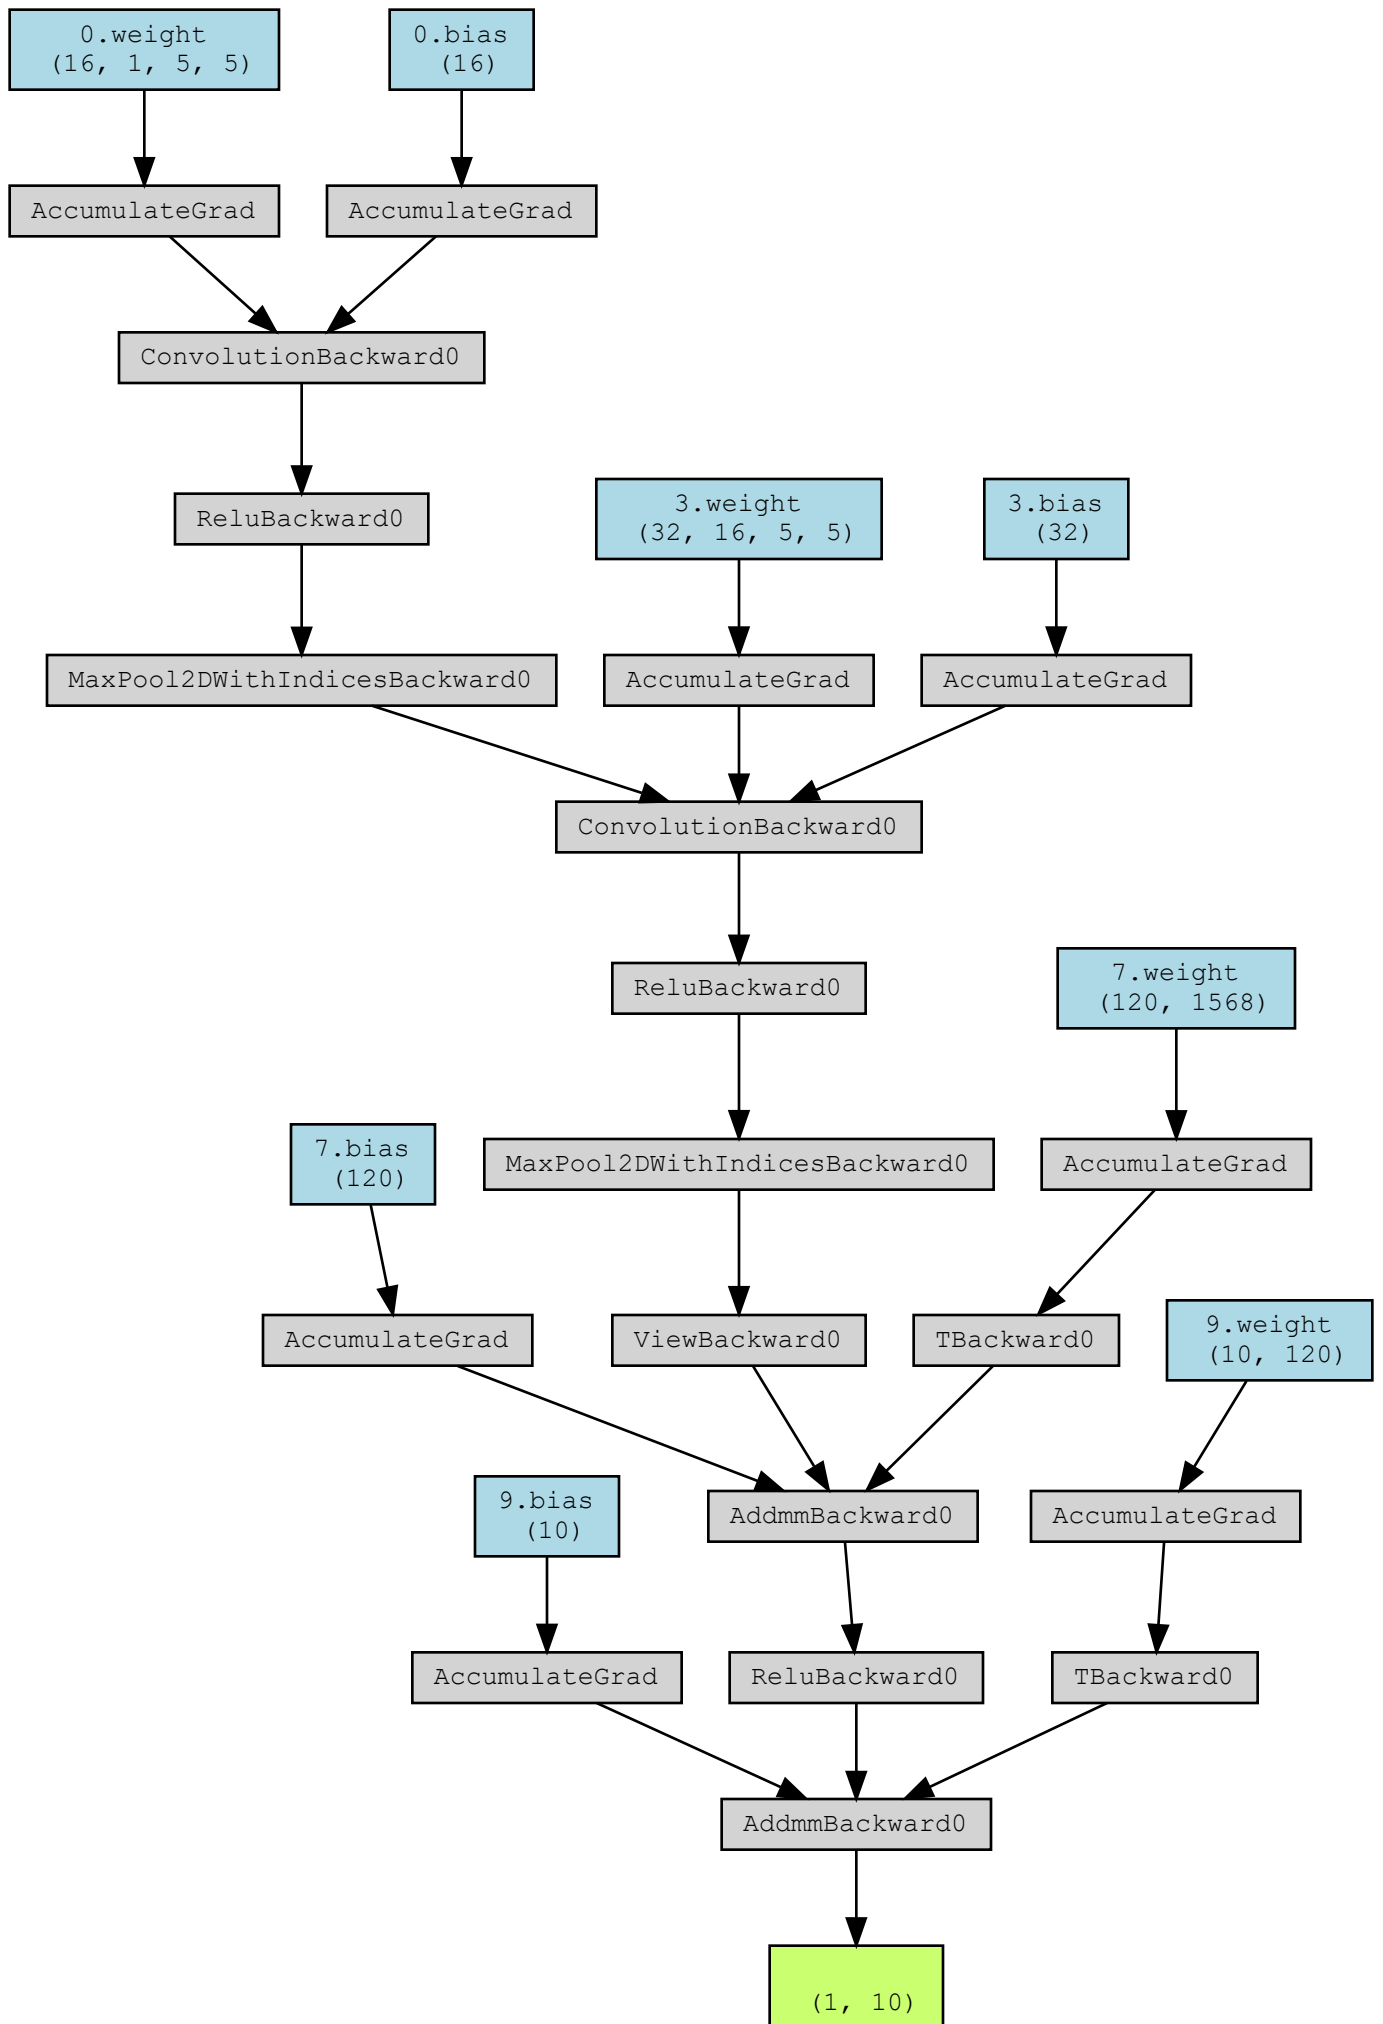 0.weight
(16, 1, 5, 5)
0.bias
(16)
AccumulateGrad
AccumulateGrad
ConvolutionBackward0
ReluBackward0
3.weight
(32, 16, 5, 5)
3.bias
(32)
MaxPool2DWithIndicesBackward0
AccumulateGrad
AccumulateGrad
ConvolutionBackward0
ReluBackward0
7.weight
(120, 1568)
7.bias
(120)
MaxPool2DWithIndicesBackward0
AccumulateGrad
AccumulateGrad
ViewBackward0
TBackward0
9.weight
(10, 120)
9.bias
(10)
AddmmBackward0
AccumulateGrad
AccumulateGrad
ReluBackward0
TBackward0
AddmmBackward0
(1, 10)